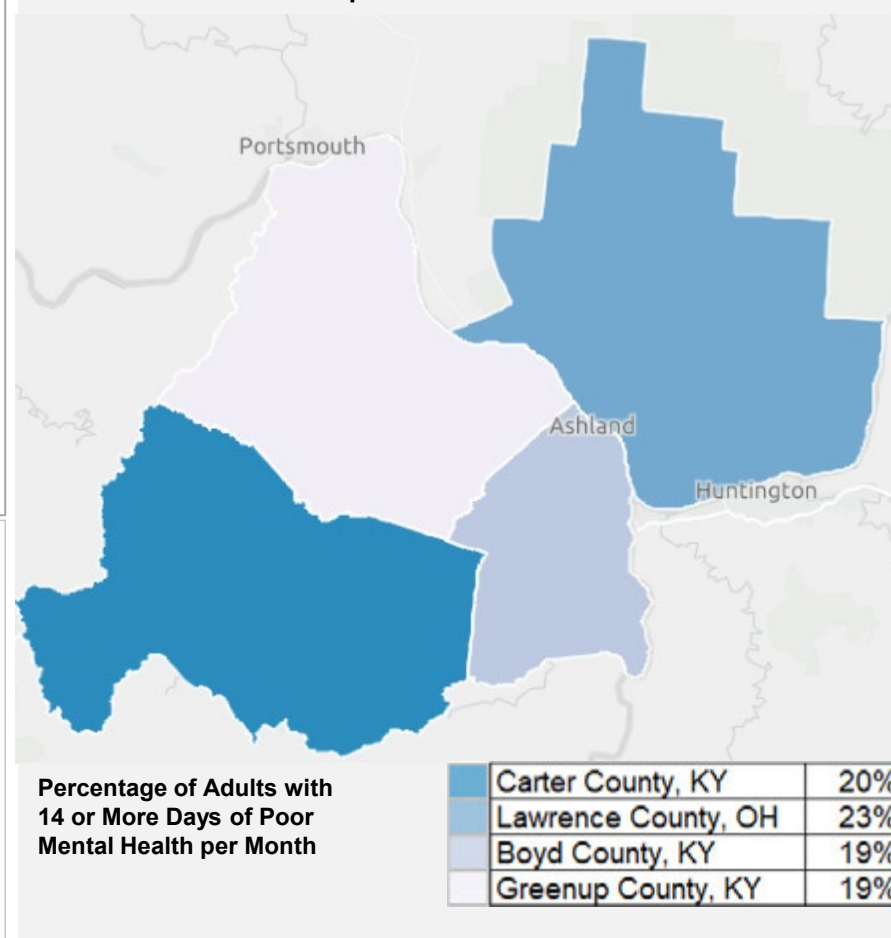 Portsmouth
Ashland
Huntington
Percentage of Adults with
14 or More Days of Poor
Mental Health per Month
Carter County, KY 20%
Lawrence County, OH 23%
Boyd County, KY 19%
Greenup County, KY 19%